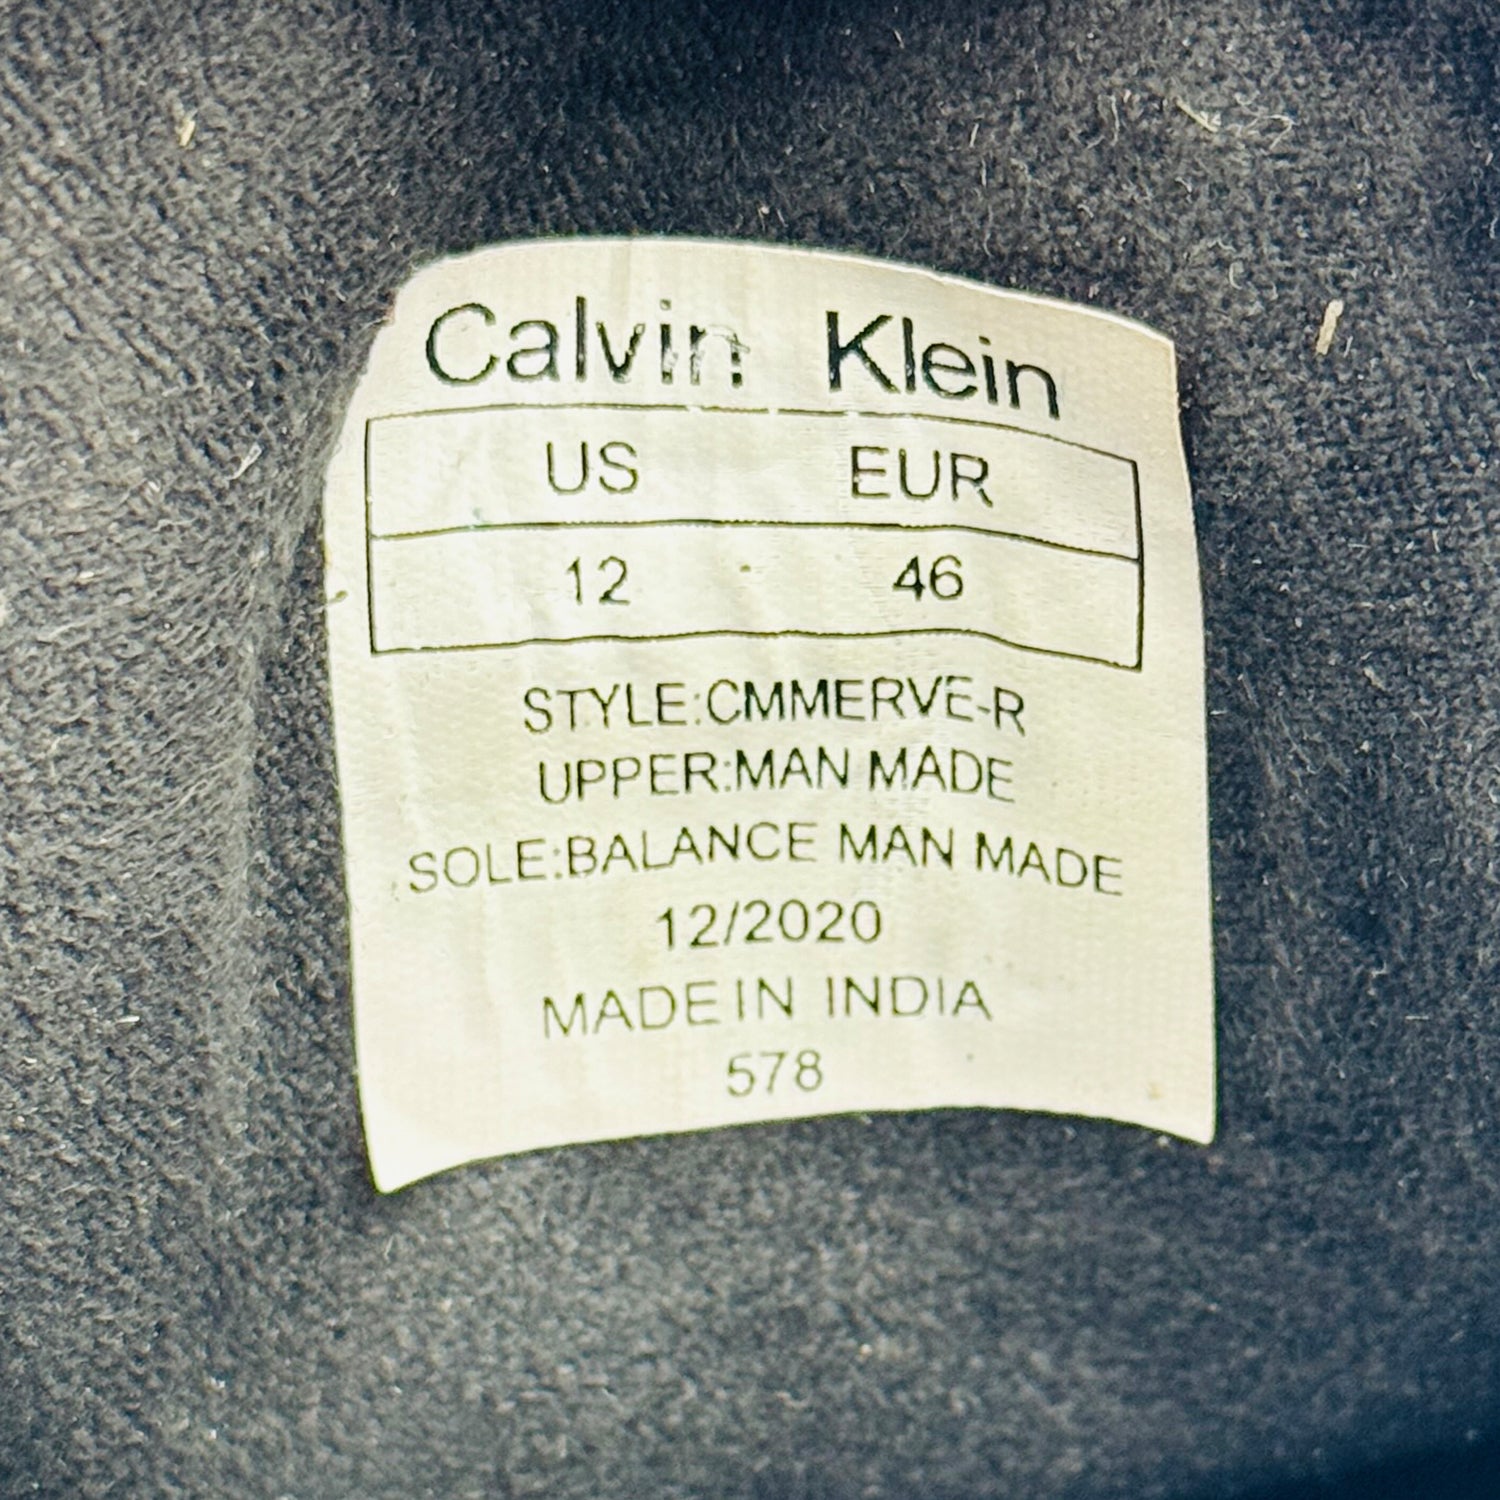 Calvin Klein
US EUR
12 46
STYLE:CMMERVE-R
UPPER:MAN MADE
SOLE:BALANCE MAN MADE
12/2020
MADE IN INDIA
578